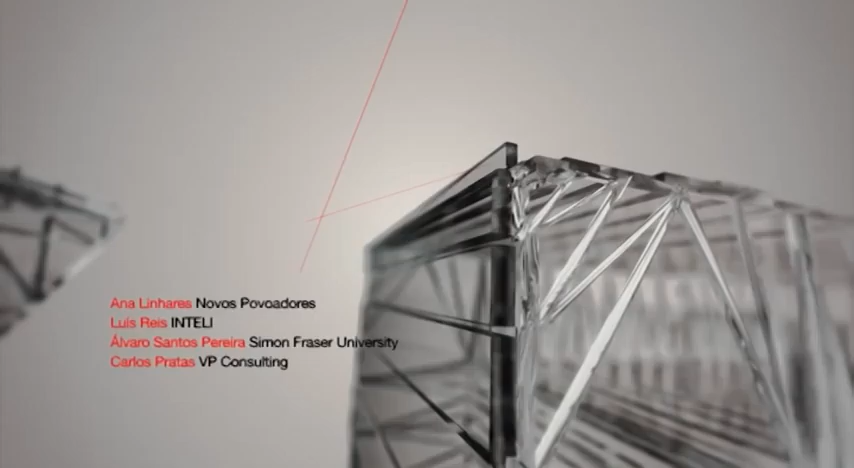 Ana Linhares Novos Povoadores
Luís Reis INTELI
Álvaro Santos Pereira Simon Fraser University
Carlos Pratas VP Consulting